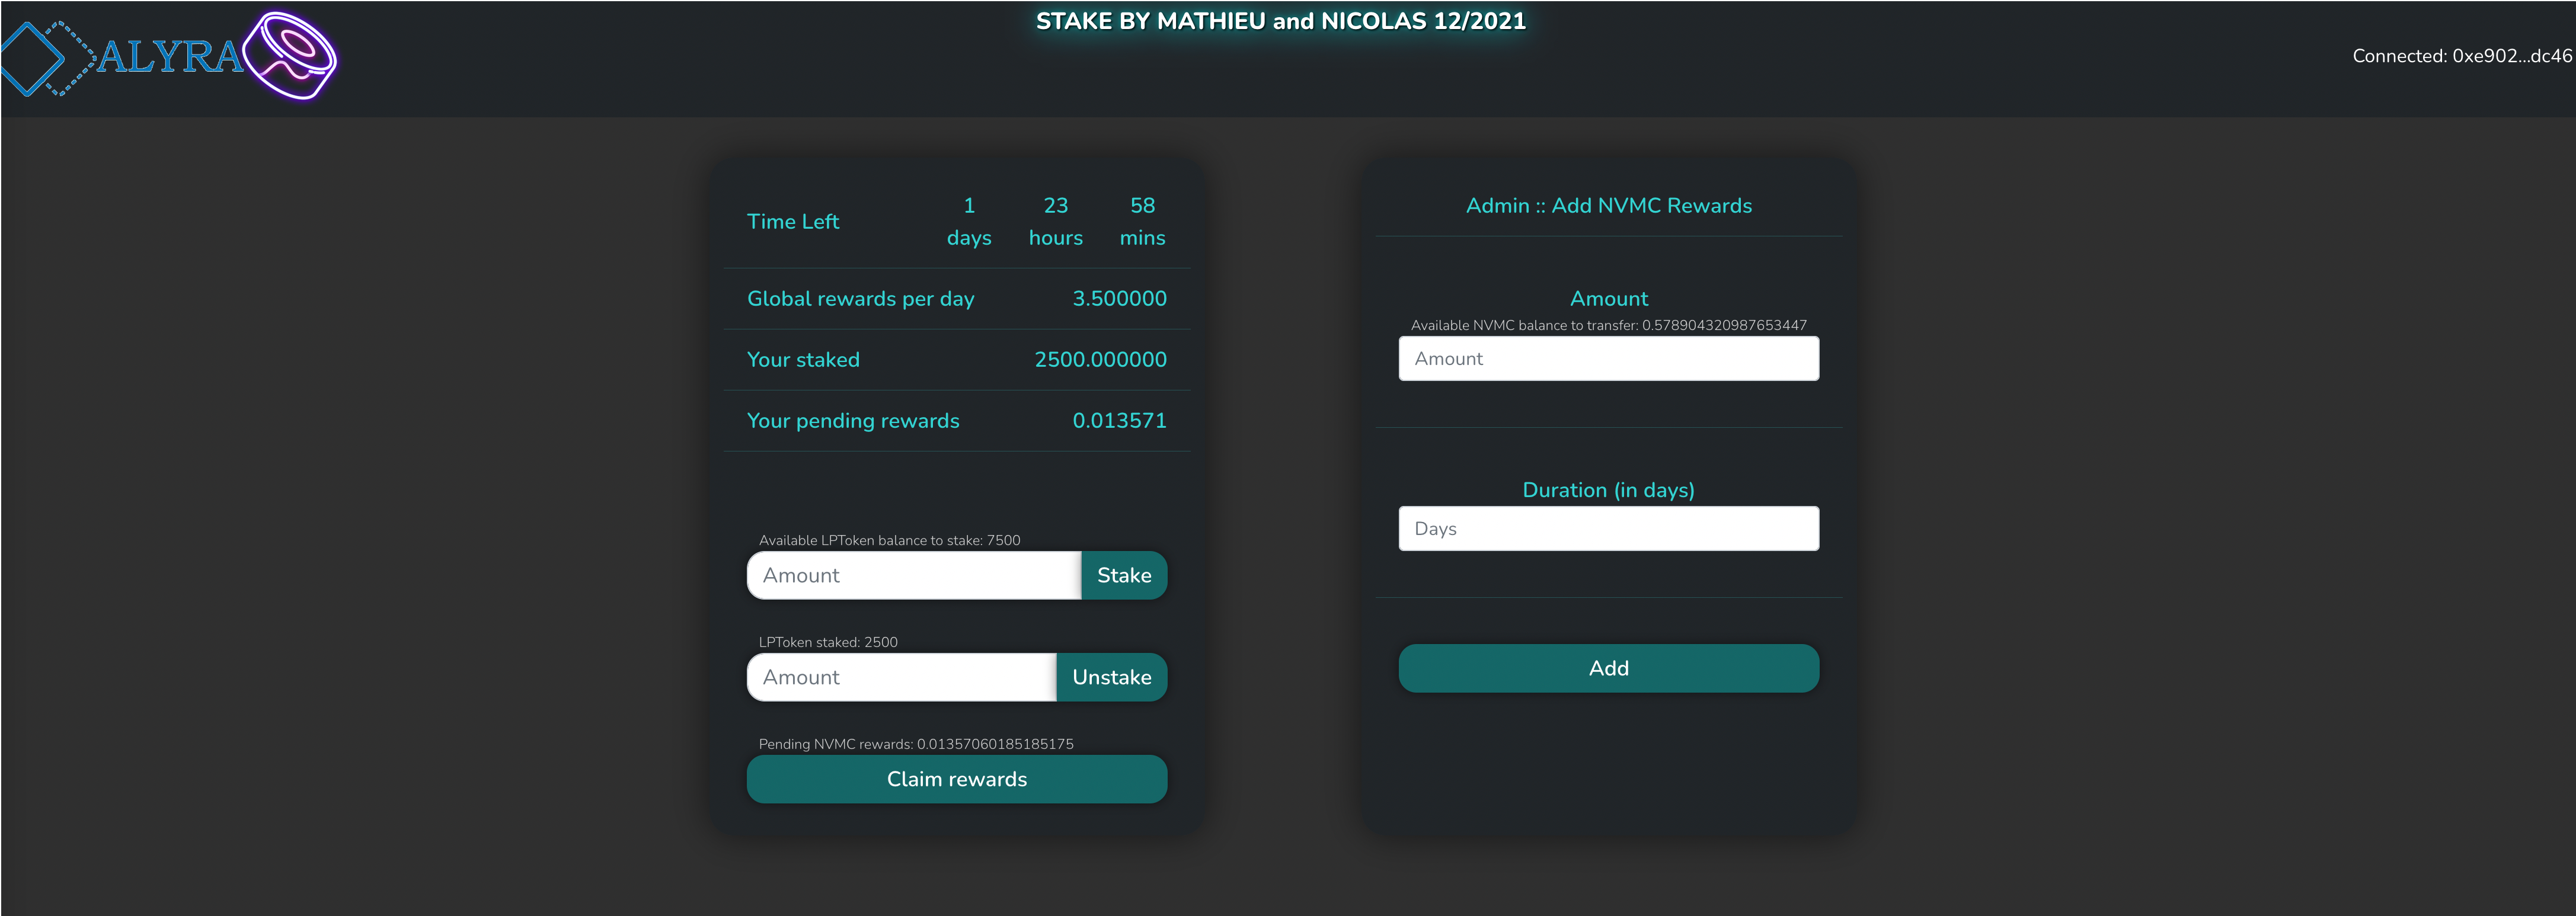 STAKE BY MATHIEU and NICOLAS 12/2021
ALYRA
Connected: 0xe902...dc46
Time Left
1 23 58
days hours mins
Global rewards per day 3.500000
Your staked 2500.000000
Your pending rewards 0.013571
Available LPToken balance to stake: 7500
Amount Stake
LPToken staked: 2500
Amount Unstake
Pending NVMC rewards: 0.01357060185185175
Claim rewards
Admin :: Add NVMC Rewards
Amount
Available NVMC balance to transfer: 0.578904320987653447
Amount
Duration (in days)
Days
Add